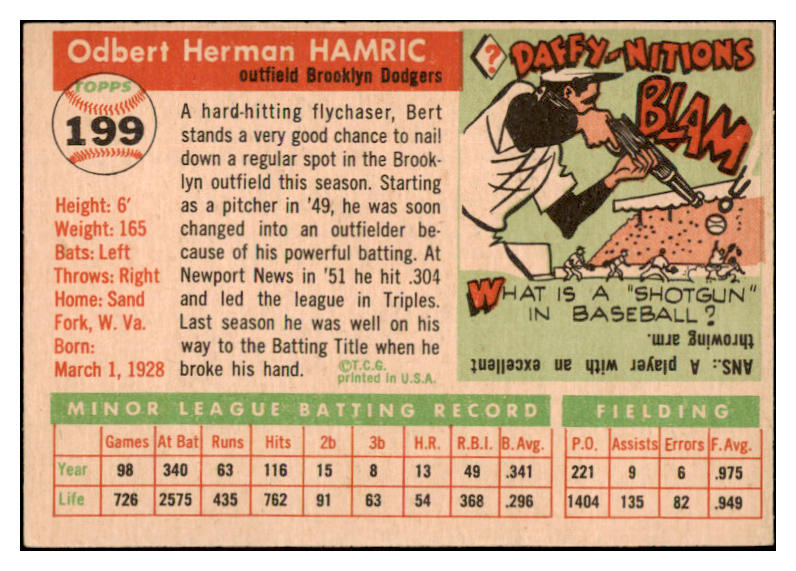 Odbert Herman HAMRIC
outfield Brooklyn Dodgers
TOPPS
199
Height: 6'
Weight: 165
Bats: Left
Throws: Right
Home: Sand
Fork, W. Va.
Born:
March 1, 1928
A hard-hitting flychaser, Bert
stands a very good chance to nail
down a regular spot in the Brook-
lyn outfield this season. Starting
as a pitcher in '49, he was soon
changed into an outfielder be-
cause of his powerful batting. At
Newport News in '51 he hit .304
and led the league in Triples.
Last season he was well on his
way to the Batting Title when he
broke his hand.
©T.C.G.
printed in U.S.A.
?
DAFFY-NITIONS
BLAM
WHAT IS A "SHOTGUN"
IN BASEBALL?
ANS.: A player with an excellent
throwing arm.
MINOR LEAGUE BATTING RECORD
FIELDING
Games At Bat Runs Hits 2b 3b H.R. R.B.I. B. Avg. P.O. Assists Errors F. Avg.
Year 98 340 63 116 15 8 13 49 .341 221 9 6 .975
Life 726 2575 435 762 91 63 54 368 .296 1404 135 82 .949